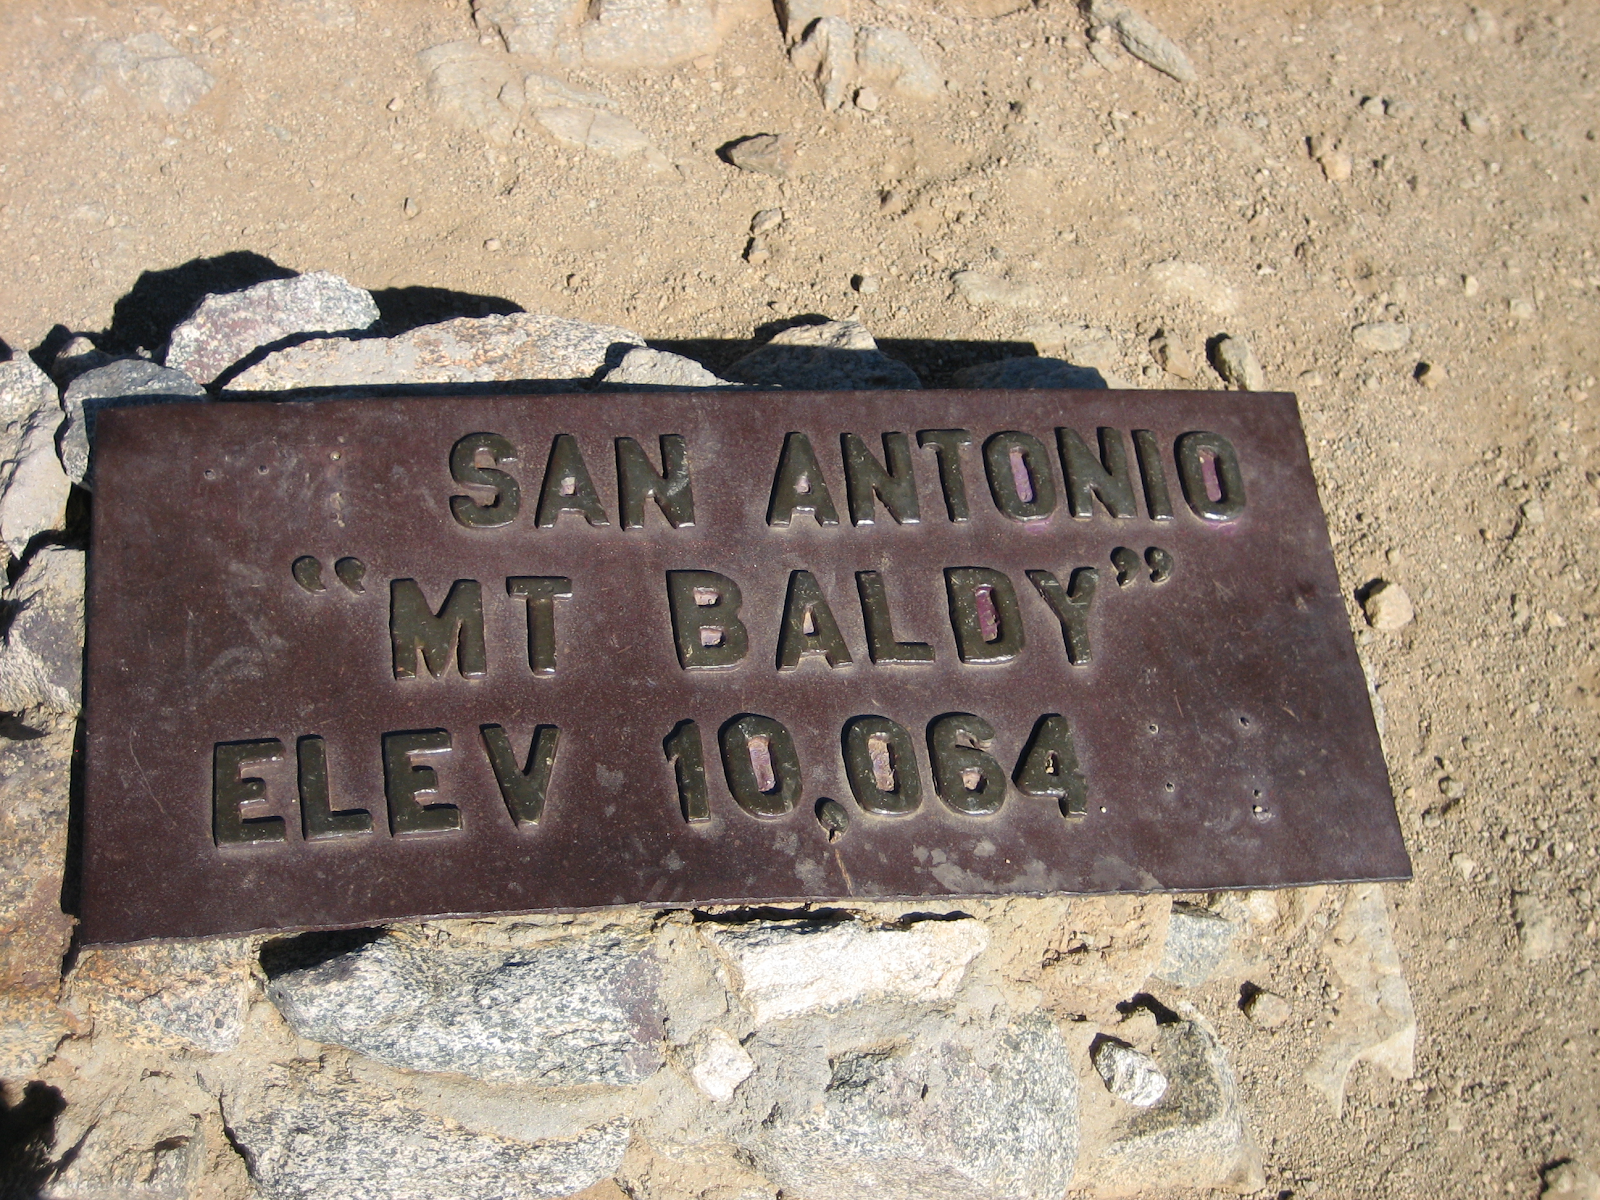 SAN ANTONIO
“MT BALDY”
ELEV 10,064